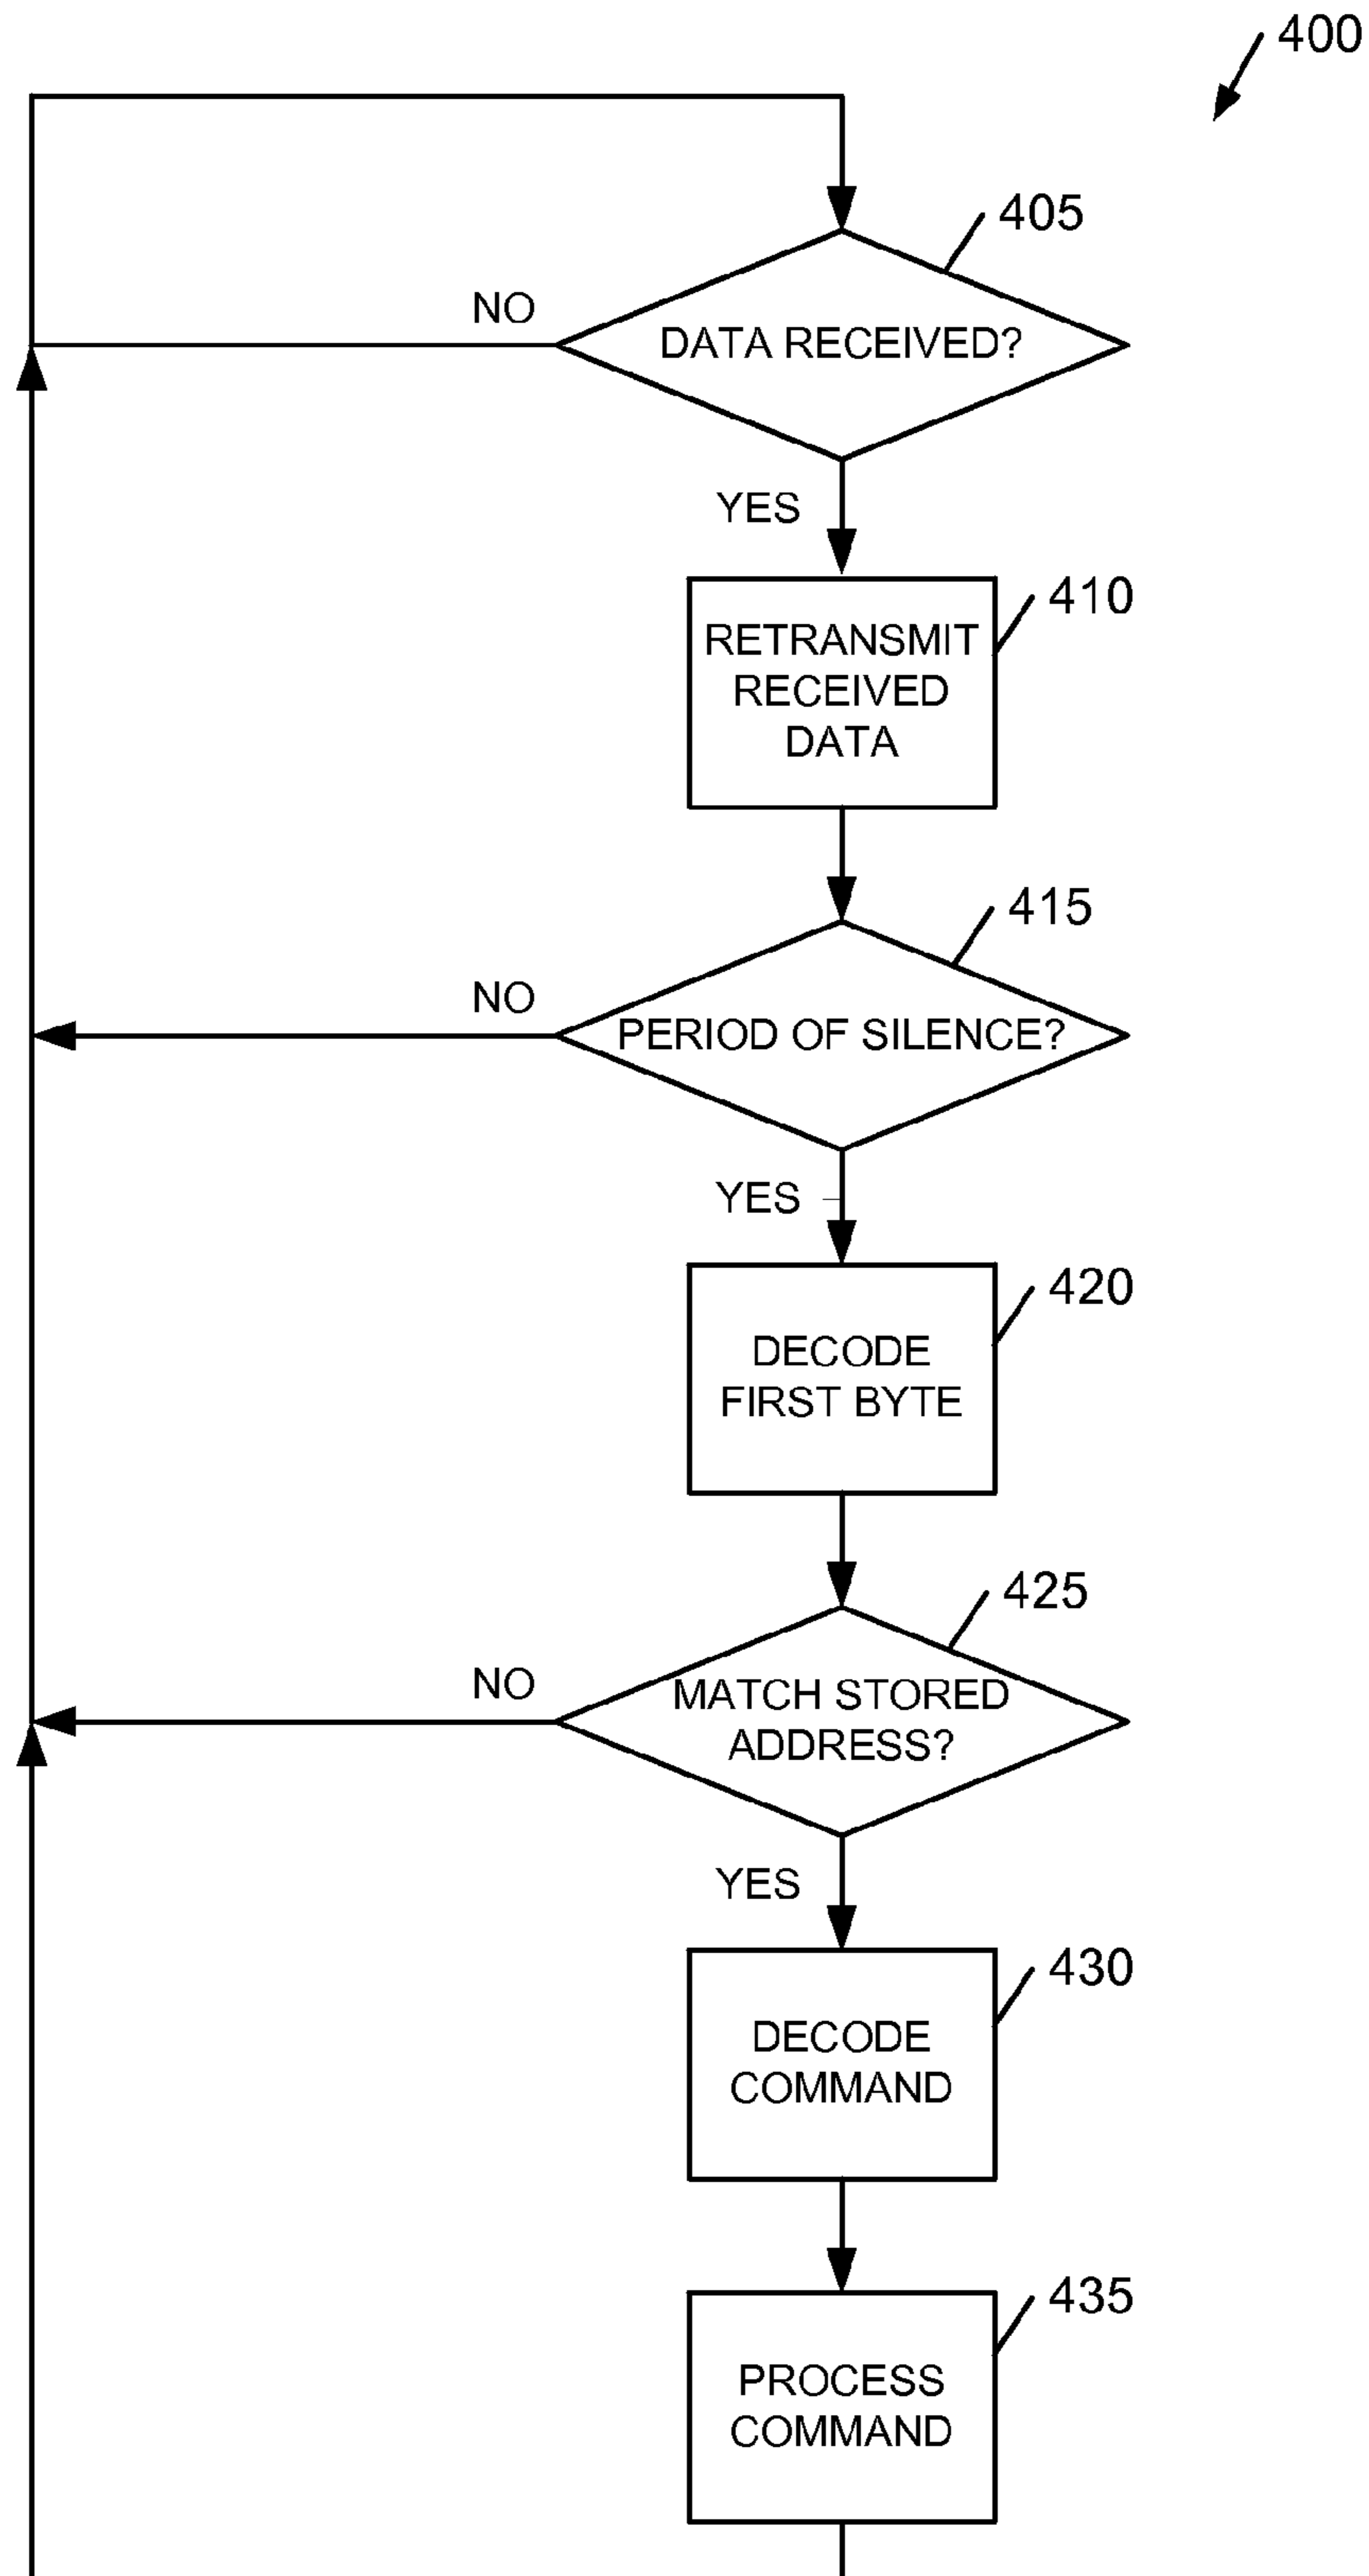 400
405
NO
DATA RECEIVED?
YES
410
RETRANSMIT
RECEIVED
DATA
415
NO
PERIOD OF SILENCE?
YES
420
DECODE
FIRST BYTE
425
NO
MATCH STORED
ADDRESS?
YES
430
DECODE
COMMAND
435
PROCESS
COMMAND